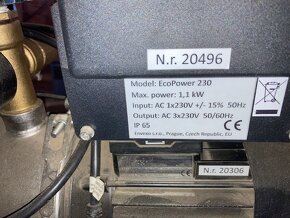 N.r. 20496
Model: EcoPower 230
Max. power: 1,1 kW
Input: AC 1x230V +/- 15% 50Hz
Output: AC 3x230V 50/60Hz
IP 65
CE
Invexo s.r.o., Prague, Czech Republic, EU
N.r. 20306